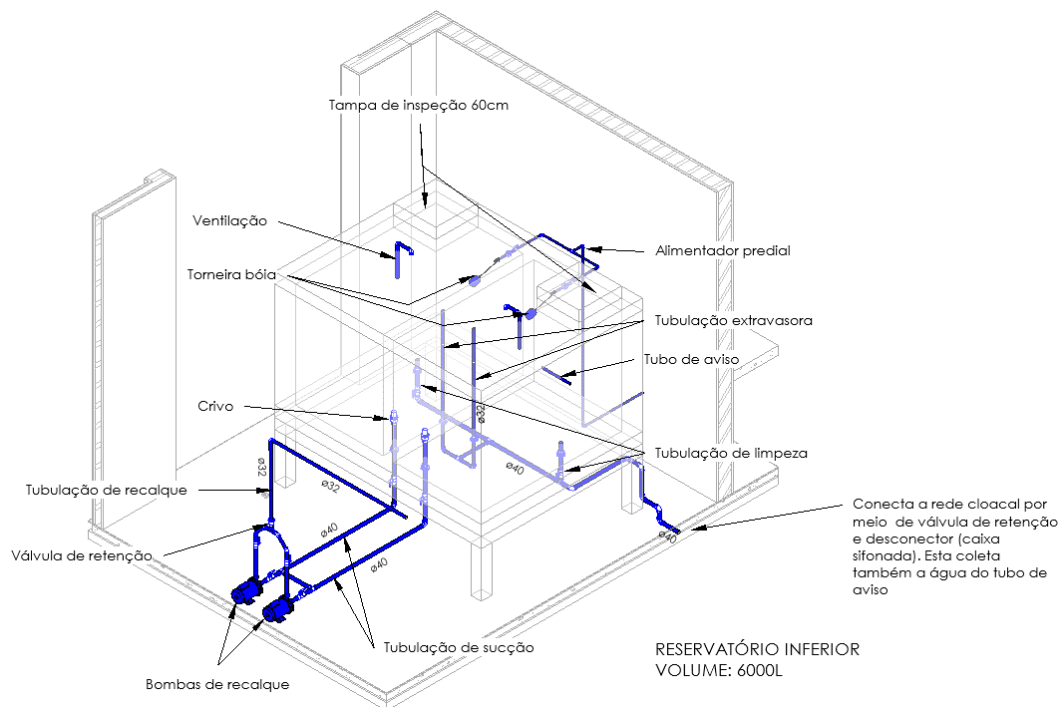 Tampa de inspeção 60cm
Ventilação
Alimentador predial
Torneira bóia
Tubulação extravasora
Tubo de aviso
Crivo
ø32
ø40
Tubulação de limpeza
ø32
ø32
Tubulação de recalque
Conecta a rede cloacal por
meio de válvula de retenção
e desconector (caixa
sifonada). Esta coleta
também a água do tubo de
aviso
ø40
Válvula de retenção
ø40
ø40
Tubulação de sucção
Bombas de recalque
RESERVATÓRIO INFERIOR
VOLUME: 6000L